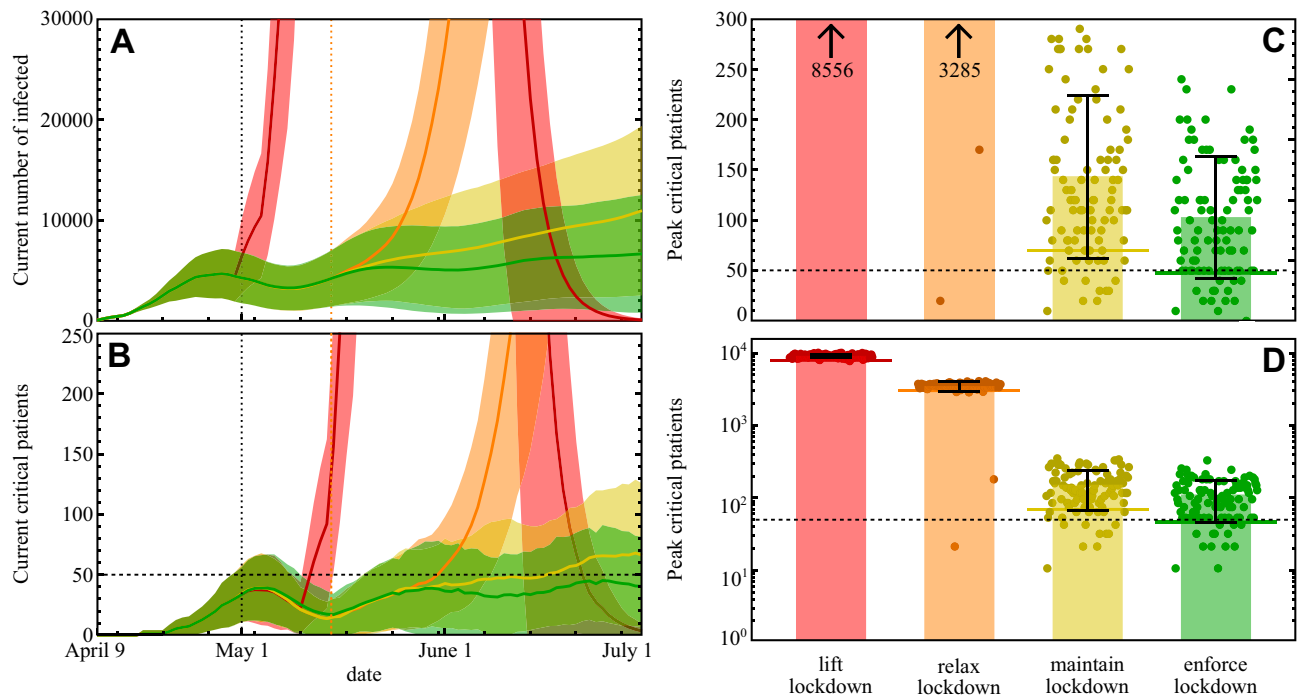 A
Current number of infected
30000
20000
10000
0
B
Current critical patients
250
200
150
100
50
0
April 9
May 1
June 1
July 1
date
C
Peak critical ptatients
300
250
200
150
100
50
0
8556
3285
D
Peak critical ptatients
10⁴
10³
10²
10¹
10⁰
lift
lockdown
relax
lockdown
maintain
lockdown
enforce
lockdown